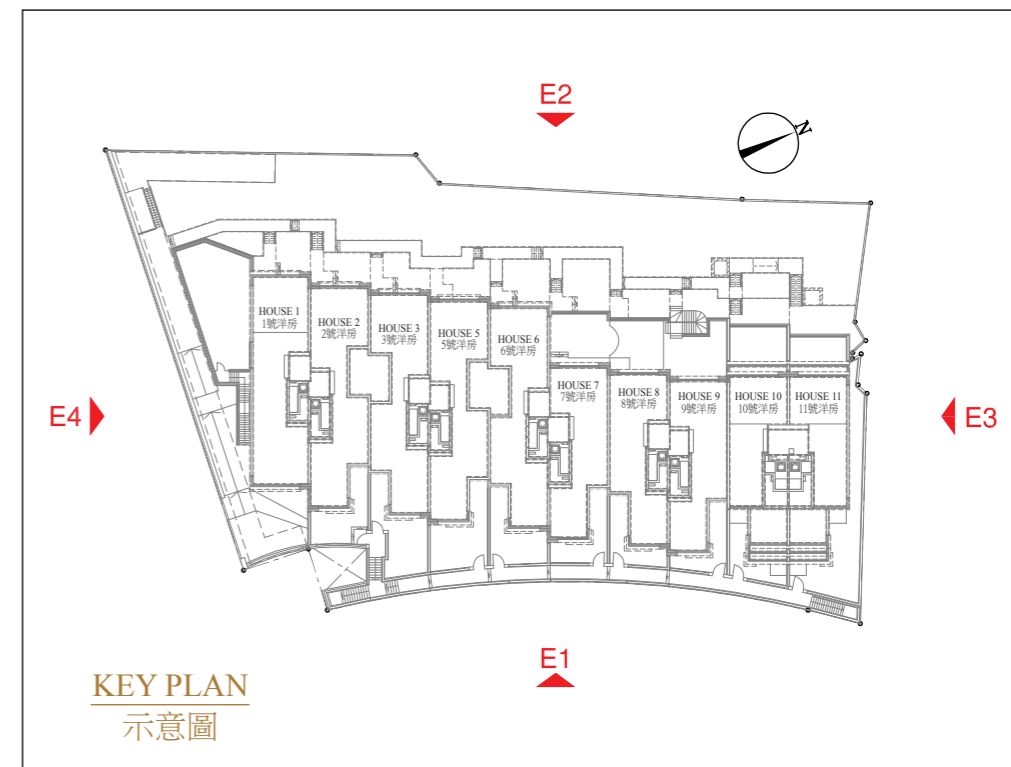 E2
N
HOUSE 1
1號洋房
HOUSE 2
2號洋房
HOUSE 3
3號洋房
HOUSE 5
5號洋房
HOUSE 6
6號洋房
HOUSE 7
7號洋房
HOUSE 8
8號洋房
HOUSE 9
9號洋房
HOUSE 10
10號洋房
HOUSE 11
11號洋房
E4
E3
E1
KEY PLAN
示意圖